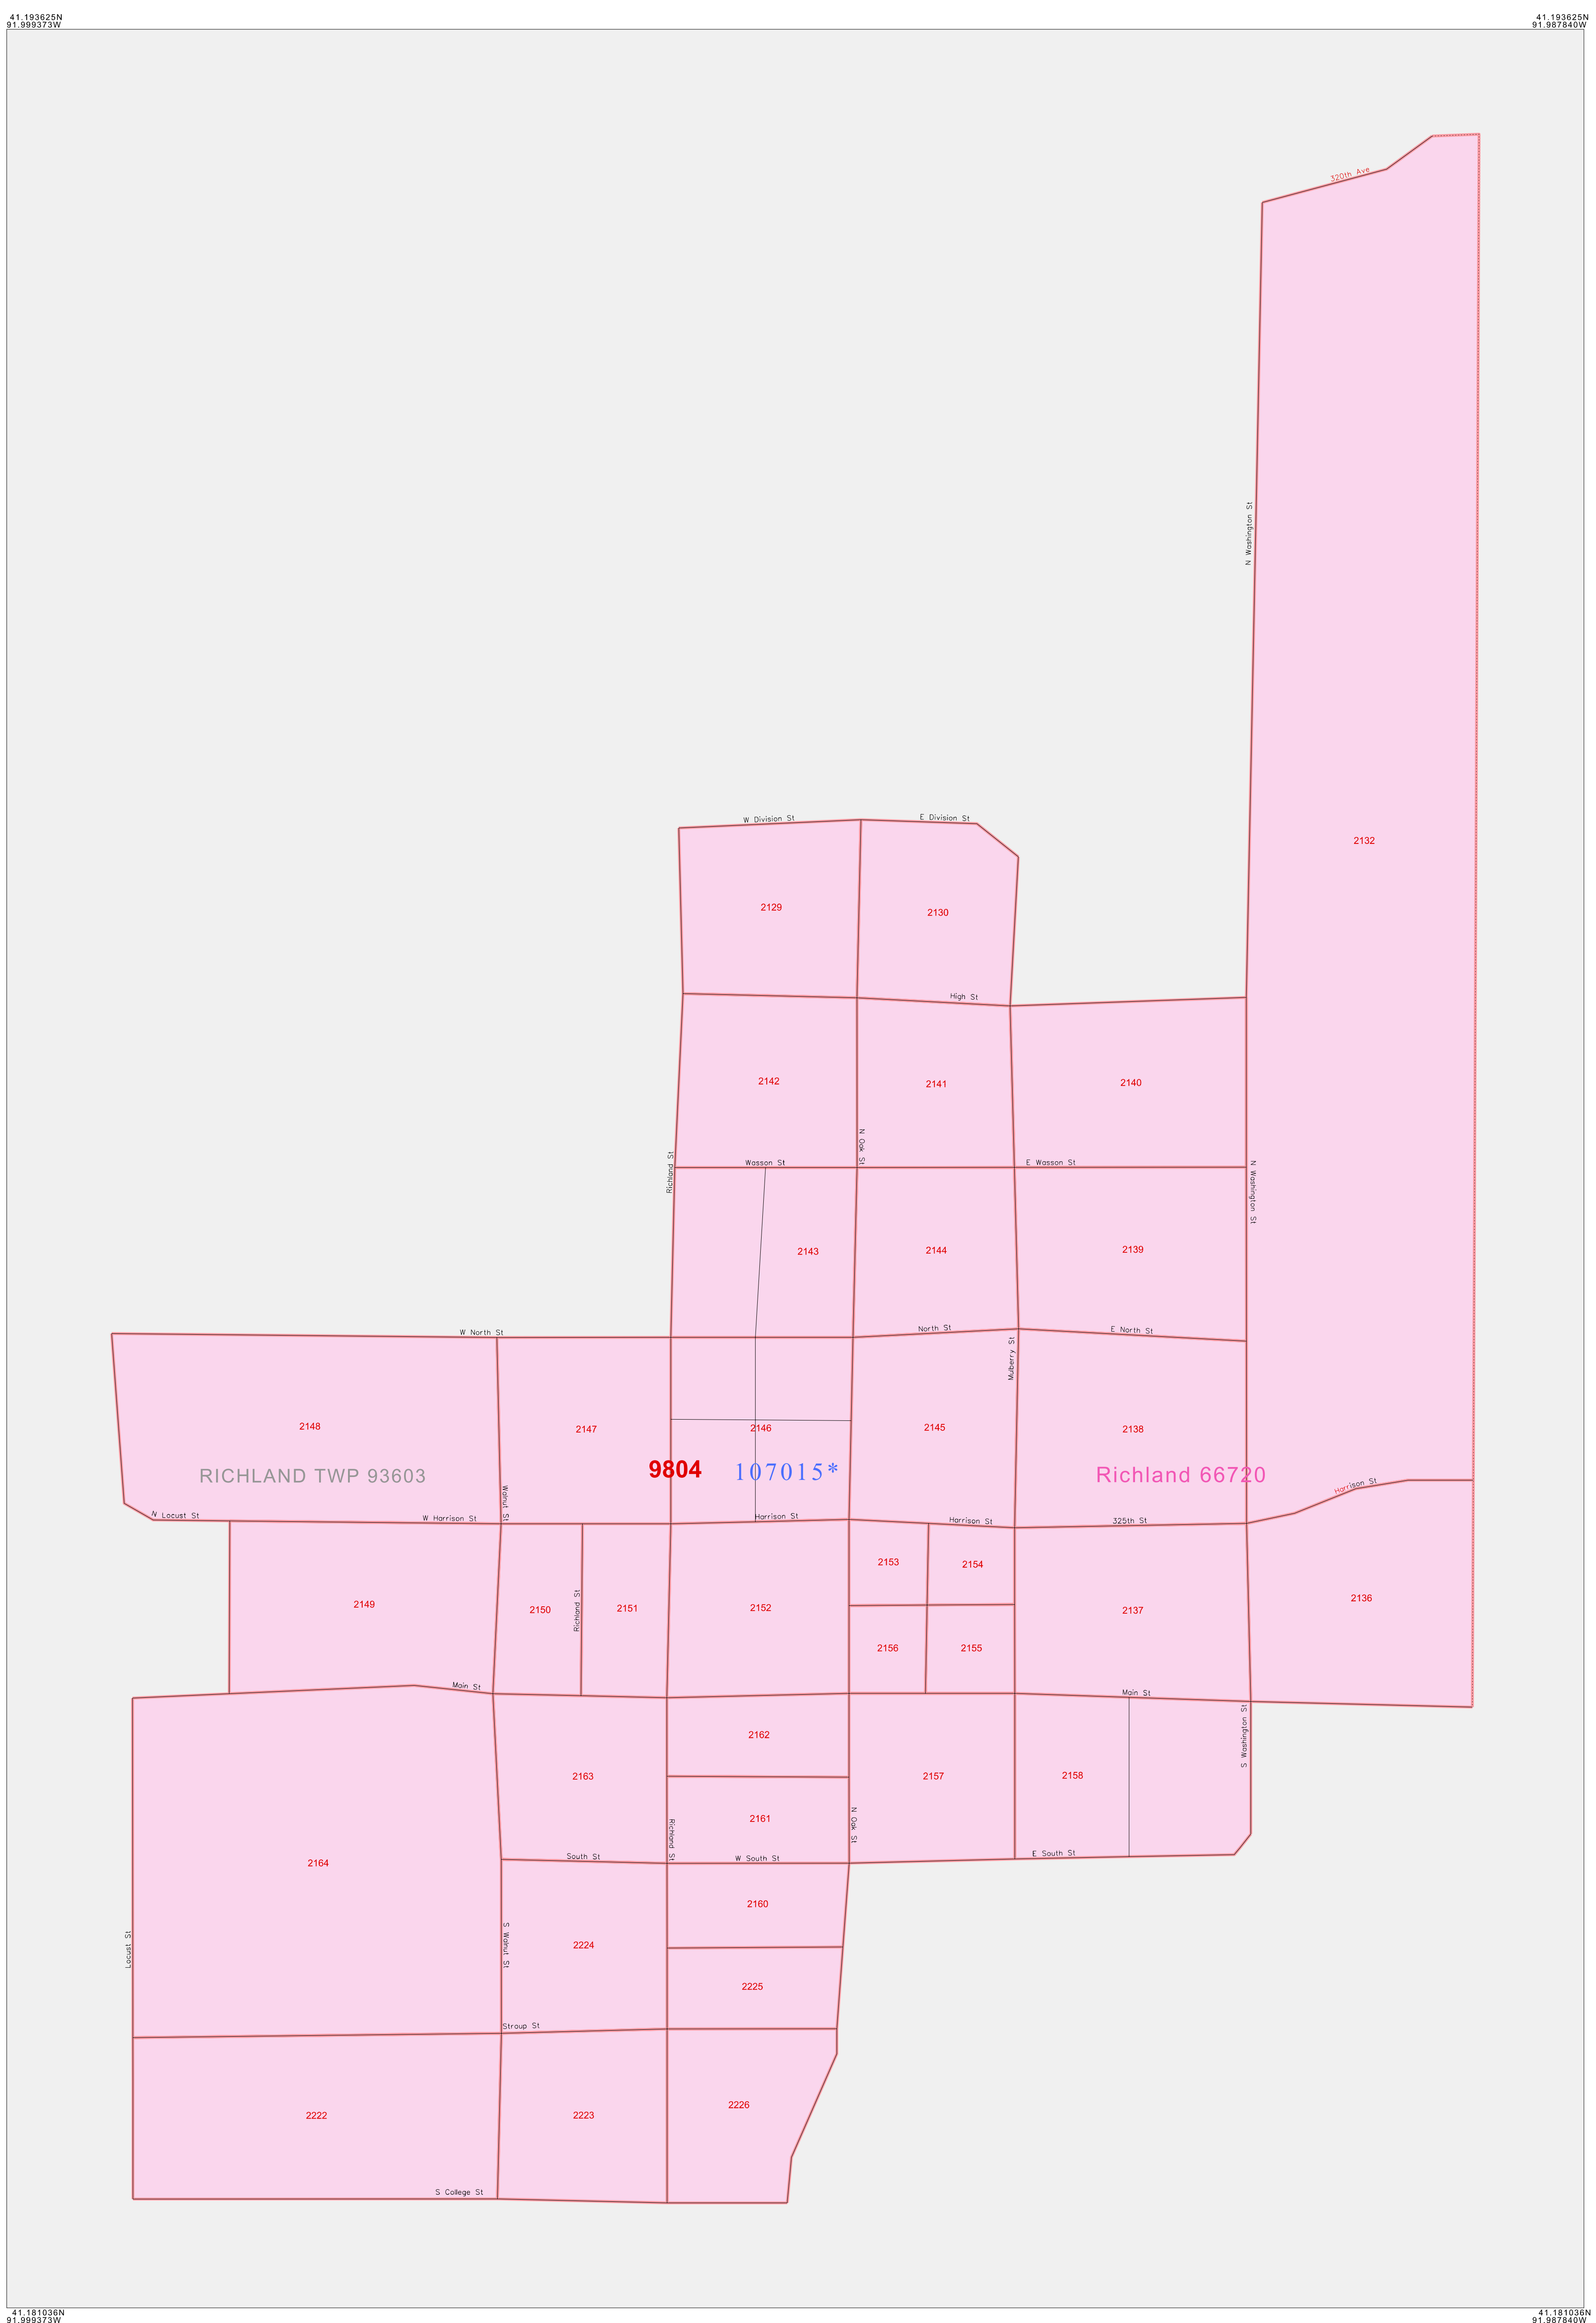 41.193625N
91.999373W
41.193625N
91.987840W
320th Ave
N Washington St
2132
W Division St
E Division St
2129
2130
High St
2142
2141
2140
N Oak St
Richland St
Wasson St
E Wasson St
N Washington St
2143
2144
2139
W North St
North St
E North St
Mulberry St
2148
2147
2146
2145
2138
RICHLAND TWP 93603
9804
107015*
Richland 66720
Harrison St
N Locust St
W Harrison St
Walnut St
Harrison St
Harrison St
325th St
2153
2154
2149
2150
Richland St
2151
2152
2137
2136
2156
2155
Main St
Main St
S Washington St
2162
2163
2157
2158
2161
Richland St
N Oak St
2164
South St
W South St
E South St
2160
Locust St
S Walnut St
2224
2225
Stroup St
2222
2223
2226
S College St
41.181036N
91.999373W
41.181036N
91.987840W